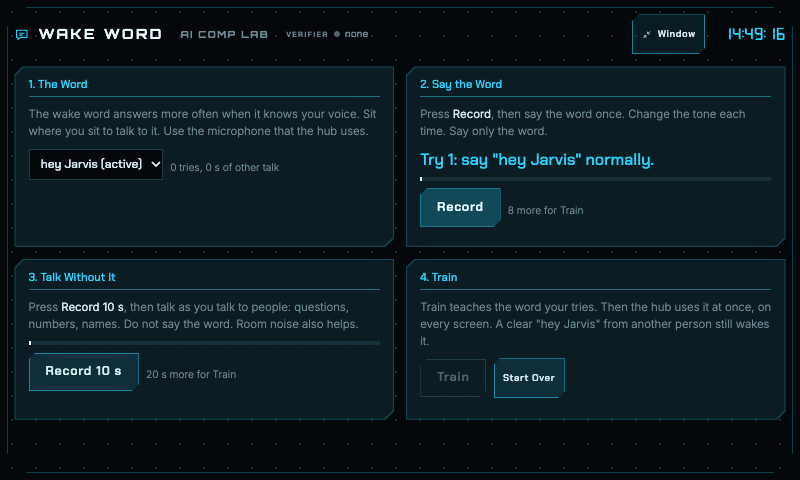 WAKE WORD AI COMP LAB VERIFIER none Window 14:49:16
1. The Word
The wake word answers more often when it knows your voice. Sit
where you sit to talk to it. Use the microphone that the hub uses.
hey Jarvis (active) 0 tries, 0 s of other talk
2. Say the Word
Press Record, then say the word once. Change the tone each
time. Say only the word.
Try 1: say "hey Jarvis" normally.
Record 8 more for Train
3. Talk Without It
Press Record 10 s, then talk as you talk to people: questions,
numbers, names. Do not say the word. Room noise also helps.
Record 10 s 20 s more for Train
4. Train
Train teaches the word your tries. Then the hub uses it at once, on
every screen. A clear "hey Jarvis" from another person still wakes
it.
Train Start Over